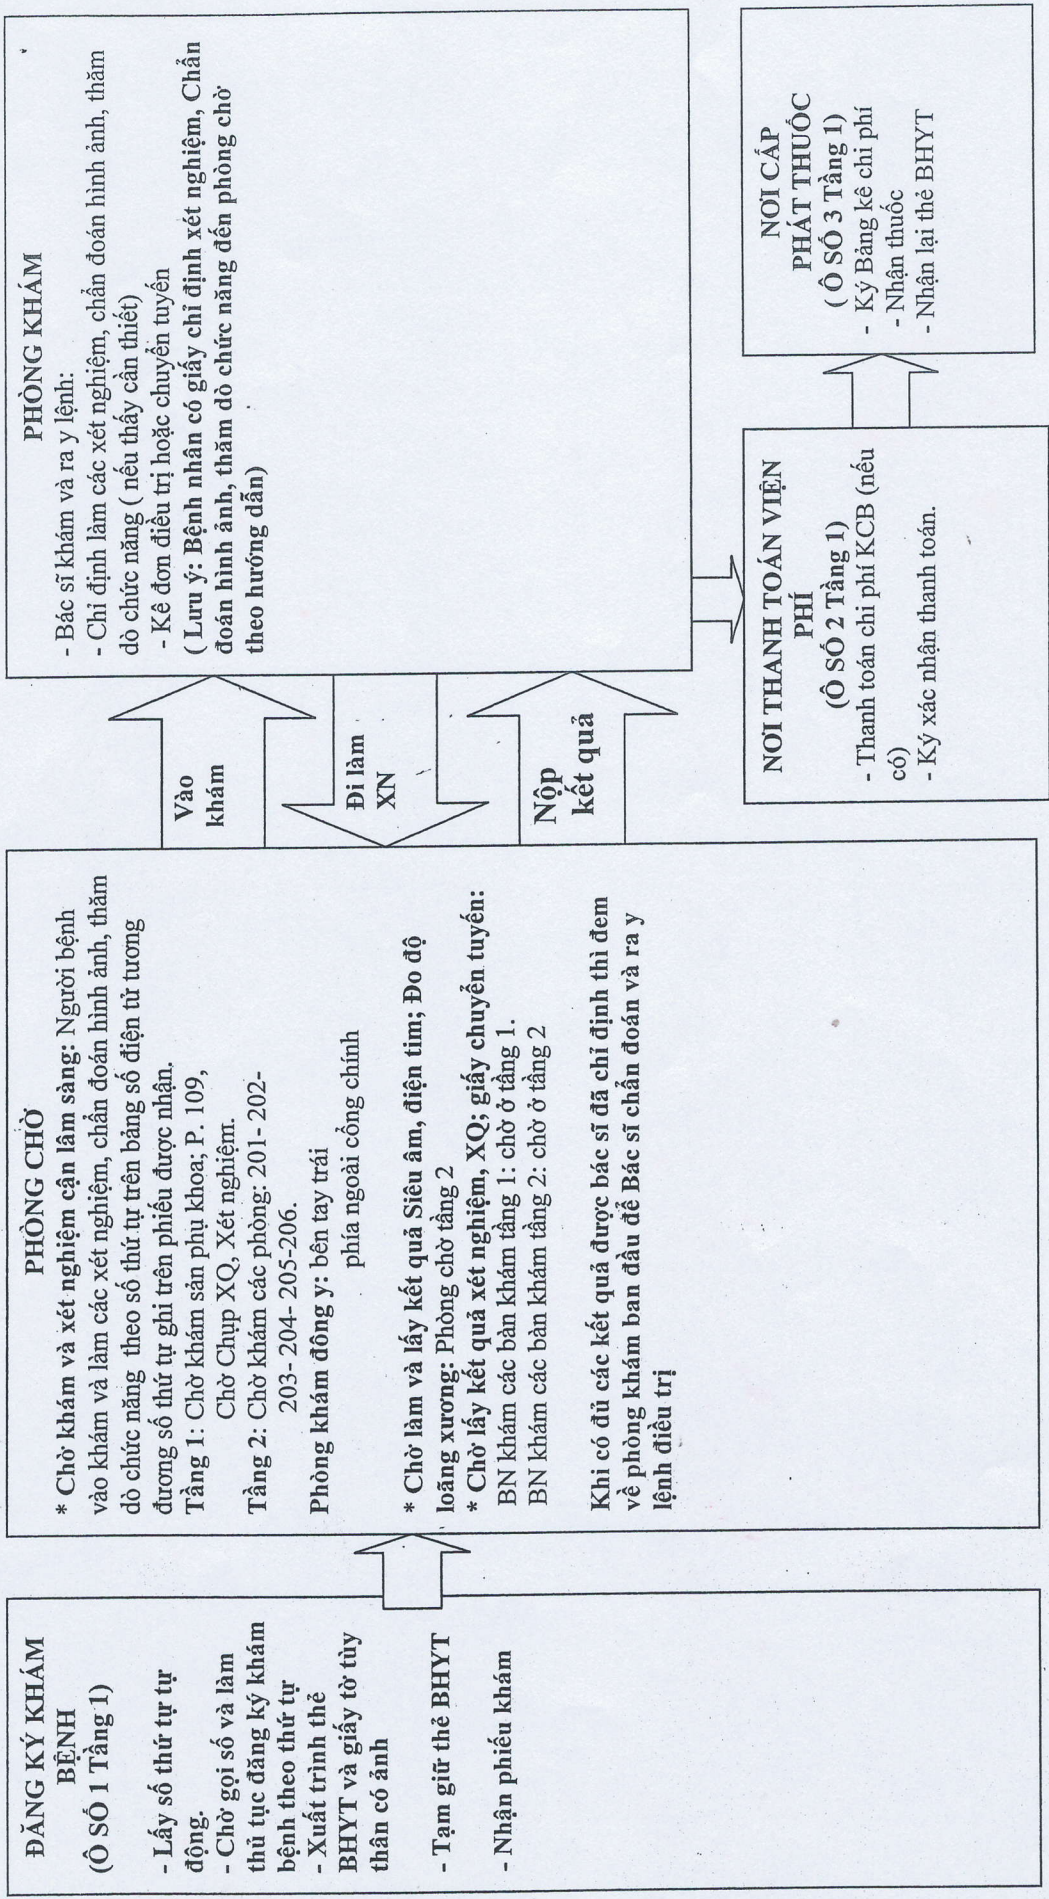 ĐĂNG KÝ KHÁM
BỆNH
(Ô SỐ 1 Tầng 1)
- Lấy số thứ tự tự
động.
- Chờ gọi số và làm
thủ tục đăng ký khám
bệnh theo thứ tự
- Xuất trình thẻ
BHYT và giấy tờ tùy
thân có ảnh
- Tạm giữ thẻ BHYT
- Nhận phiếu khám
PHÒNG CHỜ
* Chờ khám và xét nghiệm cận lâm sàng: Người bệnh
vào khám và làm các xét nghiệm, chẩn đoán hình ảnh, thăm
dò chức năng theo số thứ tự trên bảng số điện tử tương
đương số thứ tự ghi trên phiếu được nhận.
Tầng 1: Chờ khám sản phụ khoa; P. 109,
Chờ Chụp XQ, Xét nghiệm.
Tầng 2: Chờ khám các phòng: 201- 202-
203- 204- 205-206.
Phòng khám đông y: bên tay trái
phía ngoài cổng chính
* Chờ làm và lấy kết quả Siêu âm, điện tim; Đo độ
loãng xương: Phòng chờ tầng 2
* Chờ lấy kết quả xét nghiệm, XQ; giấy chuyển tuyến:
BN khám các bàn khám tầng 1: chờ ở tầng 1.
BN khám các bàn khám tầng 2: chờ ở tầng 2
Khi có đủ các kết quả được bác sĩ đã chỉ định thì đem
về phòng khám ban đầu để Bác sĩ chẩn đoán và ra y
lệnh điều trị
Vào
khám
Đi làm
XN
Nộp
kết quả
PHÒNG KHÁM
- Bác sĩ khám và ra y lệnh:
- Chỉ định làm các xét nghiệm, chẩn đoán hình ảnh, thăm
dò chức năng ( nếu thấy cần thiết)
- Kê đơn điều trị hoặc chuyển tuyến
( Lưu ý: Bệnh nhân có giấy chỉ định xét nghiệm, Chẩn
đoán hình ảnh, thăm dò chức năng đến phòng chờ
theo hướng dẫn)
NƠI THANH TOÁN VIỆN
PHÍ
(Ô SỐ 2 Tầng 1)
- Thanh toán chi phí KCB (nếu
có)
- Ký xác nhận thanh toán.
NƠI CẤP
PHÁT THUỐC
( Ô SỐ 3 Tầng 1)
- Ký Bảng kê chi phí
- Nhận thuốc
- Nhận lại thẻ BHYT